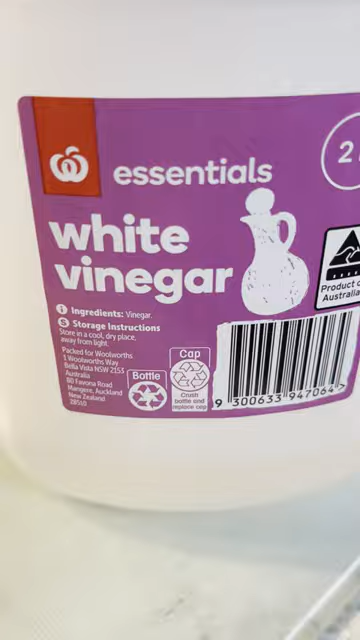 essentials
2
white
vinegar
Product o
Australia
Ingredients: Vinegar.
Storage Instructions
Store in a cool, dry place,
away from light.
Packed for Woolworths
1 Woolworths Way
Bella Vista NSW 2153
Australia
80 Favona Road
Mangere, Auckland
New Zealand
Bottle
Cap
Crush
bottle and
replace cap
9 300633 947064